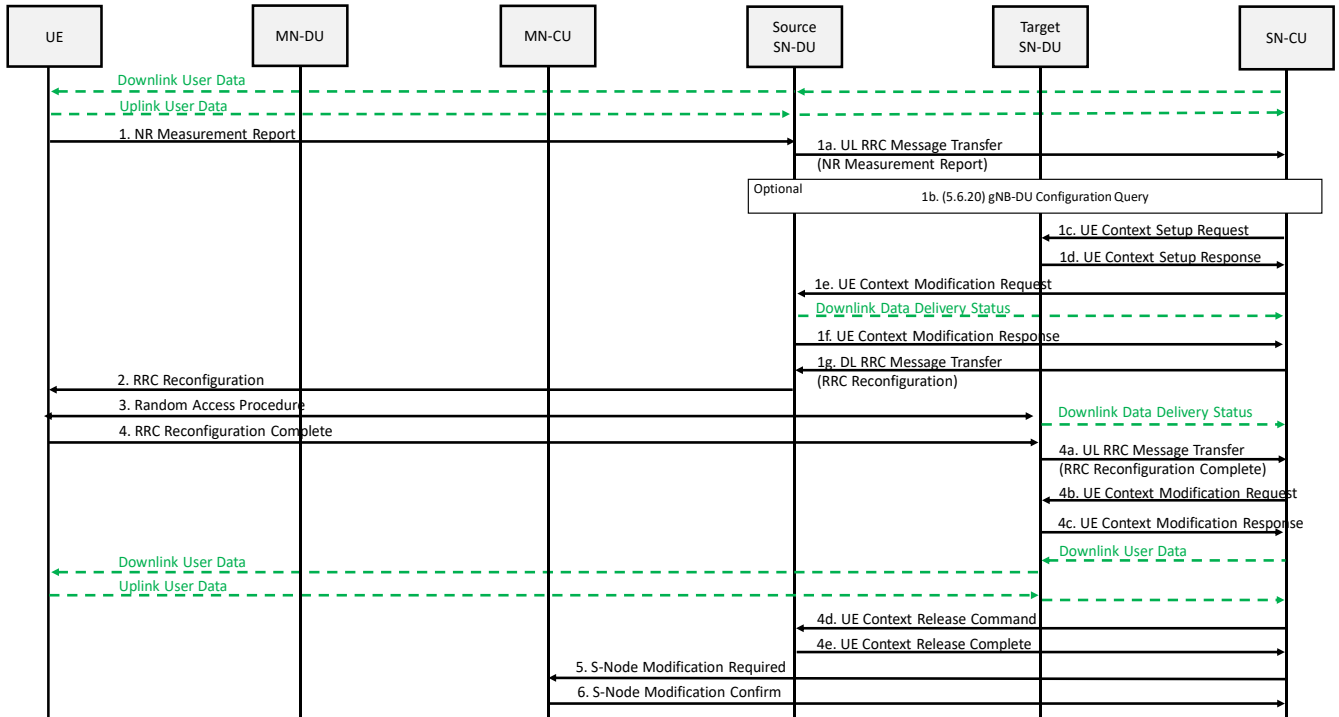 UE
MN-DU
MN-CU
Source
SN-DU
Target
SN-DU
SN-CU
Downlink User Data
Uplink User Data
1. NR Measurement Report
1a. UL RRC Message Transfer
(NR Measurement Report)
Optional
1b. (5.6.20) gNB-DU Configuration Query
1c. UE Context Setup Request
1d. UE Context Setup Response
1e. UE Context Modification Request
Downlink Data Delivery Status
1f. UE Context Modification Response
1g. DL RRC Message Transfer
(RRC Reconfiguration)
2. RRC Reconfiguration
3. Random Access Procedure
Downlink Data Delivery Status
4. RRC Reconfiguration Complete
4a. UL RRC Message Transfer
(RRC Reconfiguration Complete)
4b. UE Context Modification Request
4c. UE Context Modification Response
Downlink User Data
Downlink User Data
Uplink User Data
4d. UE Context Release Command
4e. UE Context Release Complete
5. S-Node Modification Required
6. S-Node Modification Confirm